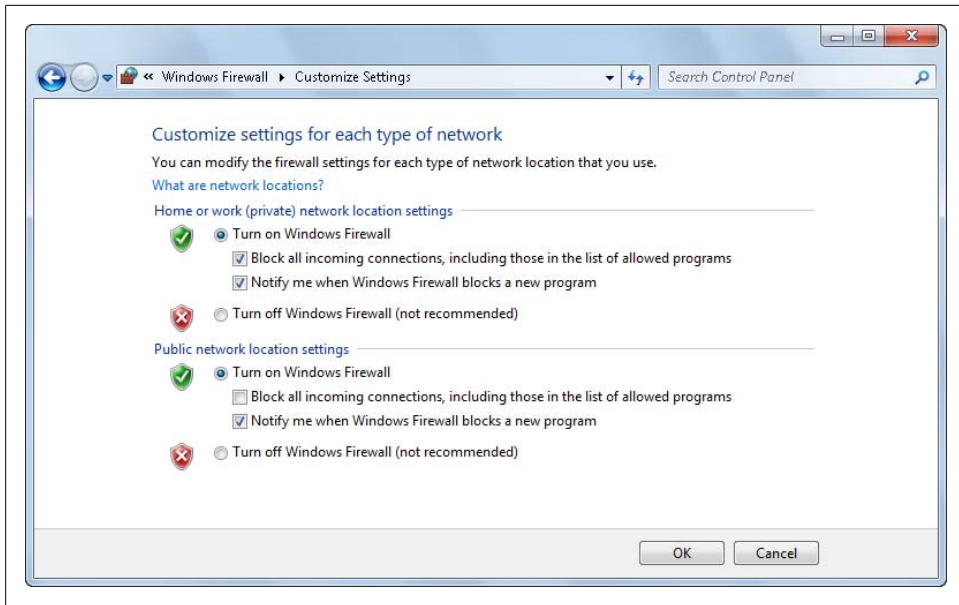 « Windows Firewall ▸ Customize Settings
Search Control Panel
Customize settings for each type of network
You can modify the firewall settings for each type of network location that you use.
What are network locations?
Home or work (private) network location settings
Turn on Windows Firewall
Block all incoming connections, including those in the list of allowed programs
Notify me when Windows Firewall blocks a new program
Turn off Windows Firewall (not recommended)
Public network location settings
Turn on Windows Firewall
Block all incoming connections, including those in the list of allowed programs
Notify me when Windows Firewall blocks a new program
Turn off Windows Firewall (not recommended)
OK
Cancel